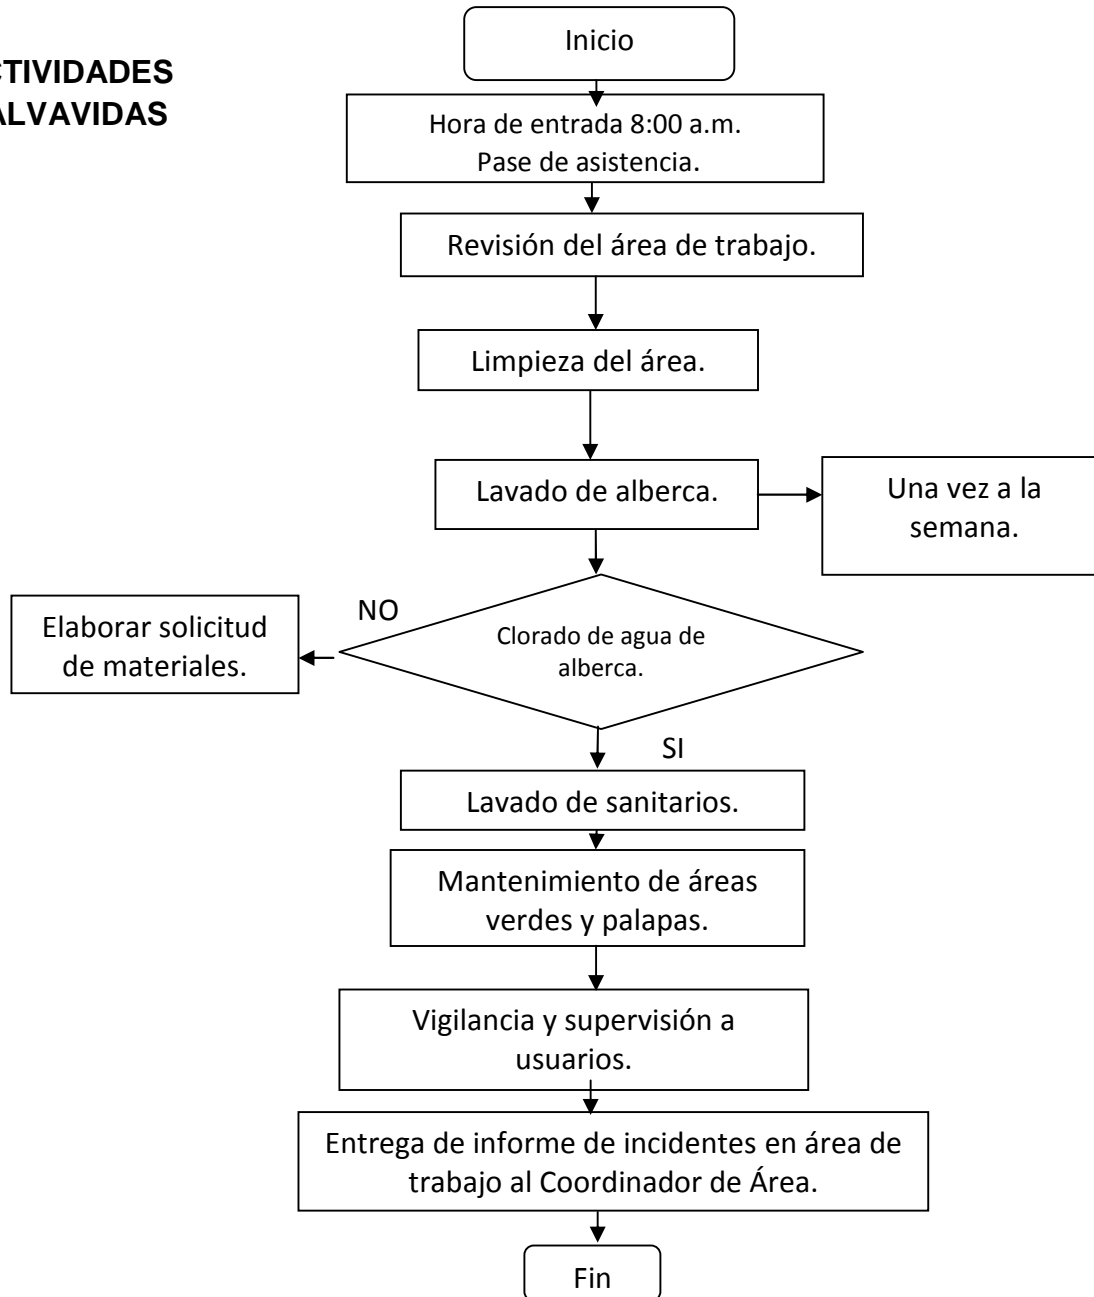 CTIVIDADES
ALVAVIDAS
Inicio
Hora de entrada 8:00 a.m.
Pase de asistencia.
Revisión del área de trabajo.
Limpieza del área.
Lavado de alberca.
Una vez a la
semana.
NO
Elaborar solicitud
de materiales.
Clorado de agua de
alberca.
SI
Lavado de sanitarios.
Mantenimiento de áreas
verdes y palapas.
Vigilancia y supervisión a
usuarios.
Entrega de informe de incidentes en área de
trabajo al Coordinador de Área.
Fin